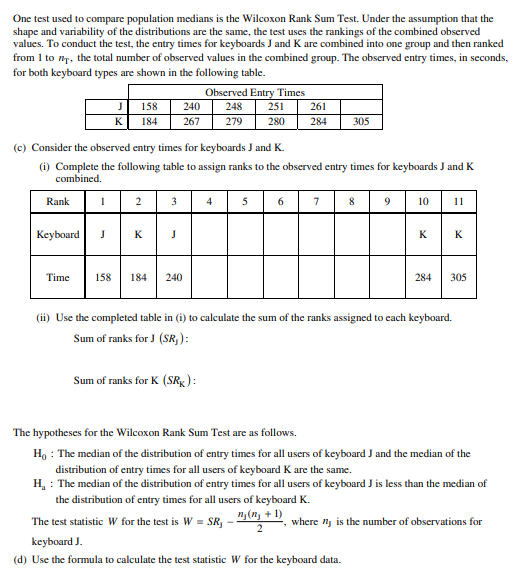 One test used to compare population medians is the Wilcoxon Rank Sum Test. Under the assumption that the
shape and variability of the distributions are the same, the test uses the rankings of the combined observed
values. To conduct the test, the entry times for keyboards J and K are combined into one group and then ranked
from 1 to n_T, the total number of observed values in the combined group. The observed entry times, in seconds,
for both keyboard types are shown in the following table.
Observed Entry Times
J 158 240 248 251 261
K 184 267 279 280 284 305
(c) Consider the observed entry times for keyboards J and K.
(i) Complete the following table to assign ranks to the observed entry times for keyboards J and K
combined.
Rank 1 2 3 4 5 6 7 8 9 10 11
Keyboard J K J K K
Time 158 184 240 284 305
(ii) Use the completed table in (i) to calculate the sum of the ranks assigned to each keyboard.
Sum of ranks for J (SR_J):
Sum of ranks for K (SR_K):
The hypotheses for the Wilcoxon Rank Sum Test are as follows.
H_0 : The median of the distribution of entry times for all users of keyboard J and the median of the
distribution of entry times for all users of keyboard K are the same.
H_a : The median of the distribution of entry times for all users of keyboard J is less than the median of
the distribution of entry times for all users of keyboard K.
The test statistic W for the test is W = SR_J − n_J(n_J + 1)/2, where n_J is the number of observations for
keyboard J.
(d) Use the formula to calculate the test statistic W for the keyboard data.